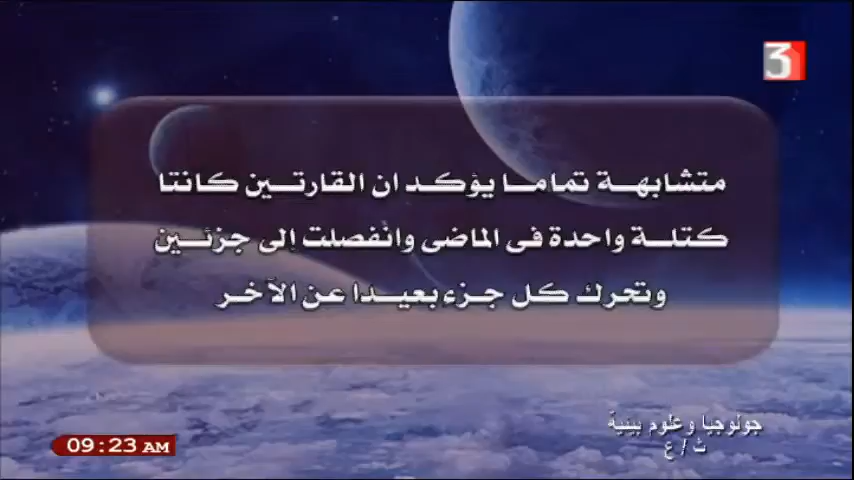 3
متشابهة تماما يؤكد ان القارتين كانتا
كتلة واحدة فى الماضى وانفصلت إلى جزئين
وتحرك كل جزء بعيدا عن الآخر
جولوجيا وعلوم بيئية
ث / ع
09:23 AM